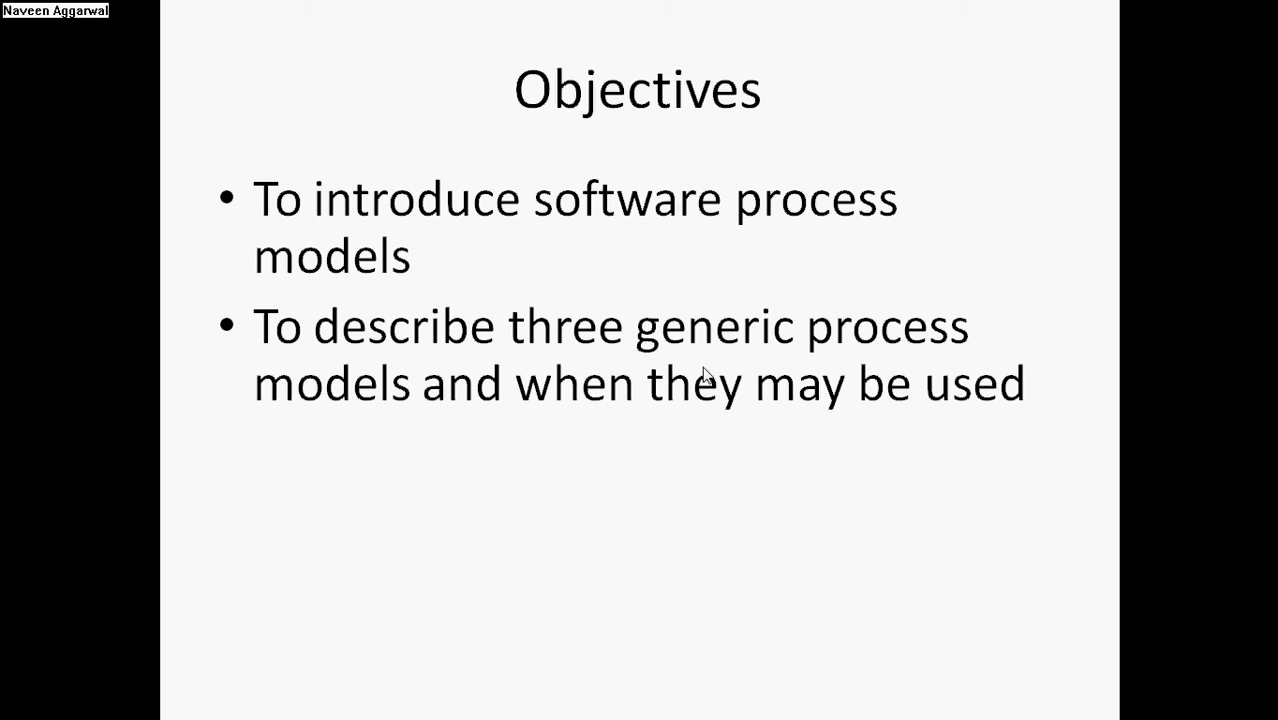 Naveen Aggarwal
Objectives
• To introduce software process
models
• To describe three generic process
models and when they may be used